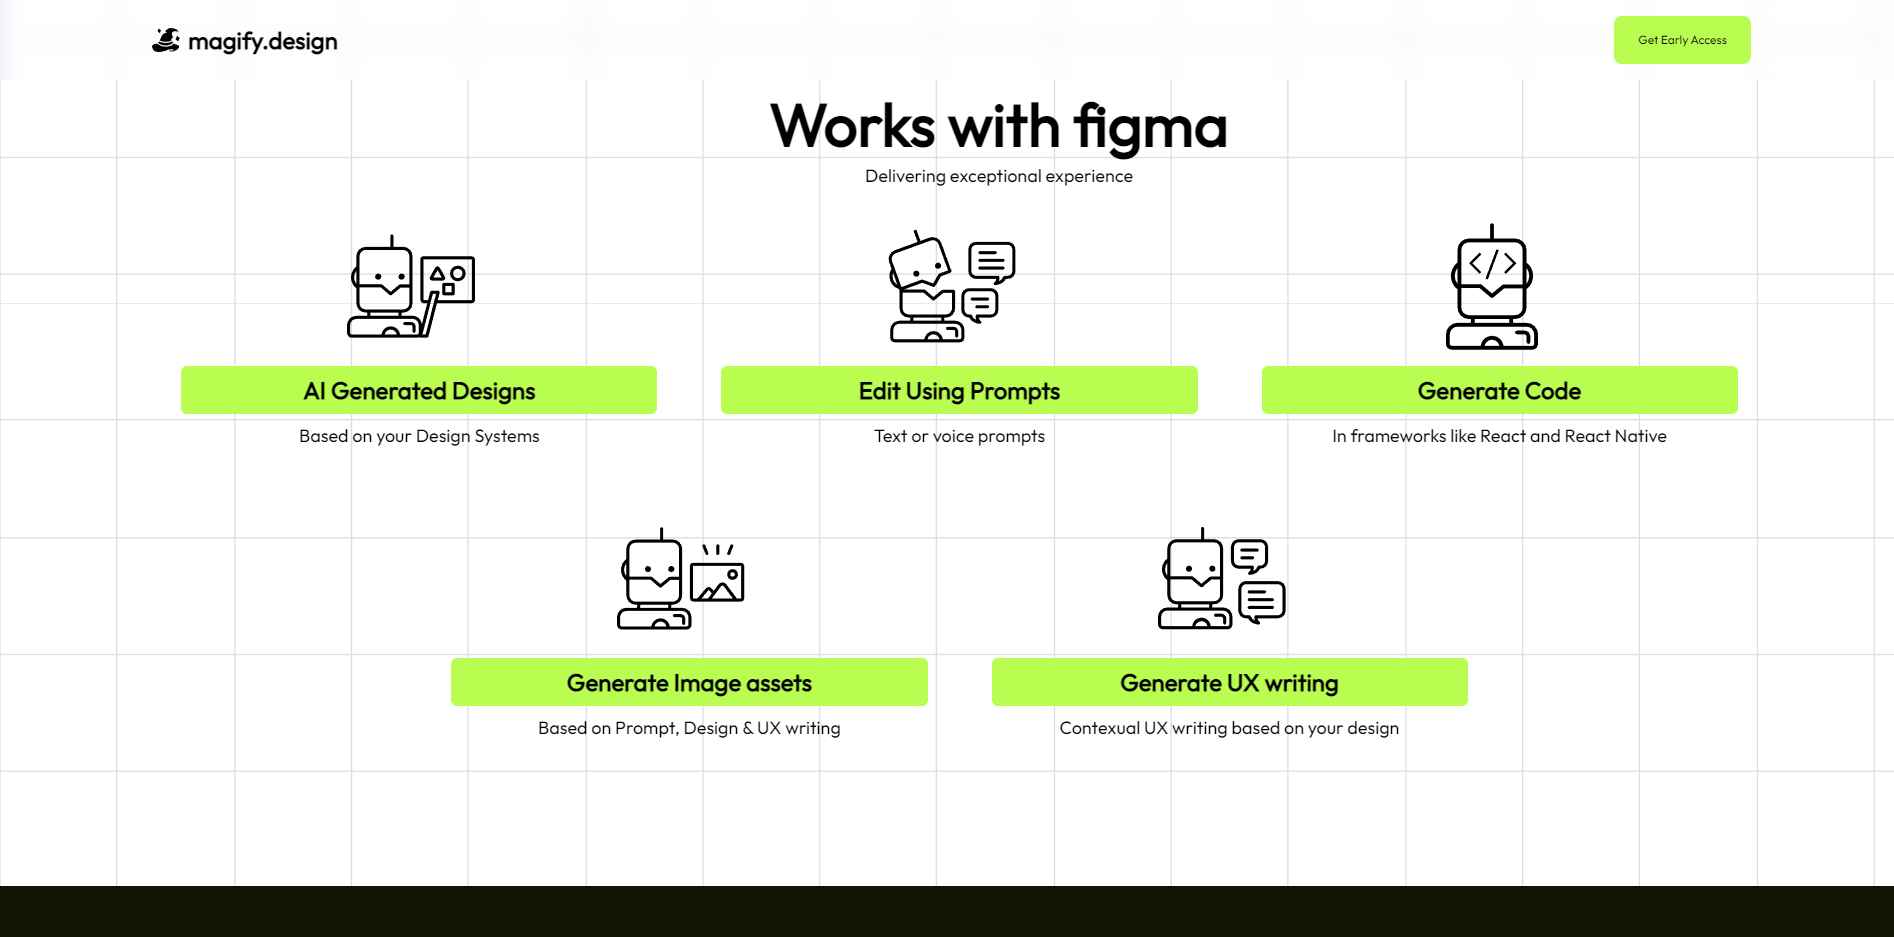 magify.design
Get Early Access
Works with figma
Delivering exceptional experience
AI Generated Designs
Edit Using Prompts
Generate Code
Based on your Design Systems
Text or voice prompts
In frameworks like React and React Native
Generate Image assets
Generate UX writing
Based on Prompt, Design & UX writing
Contexual UX writing based on your design